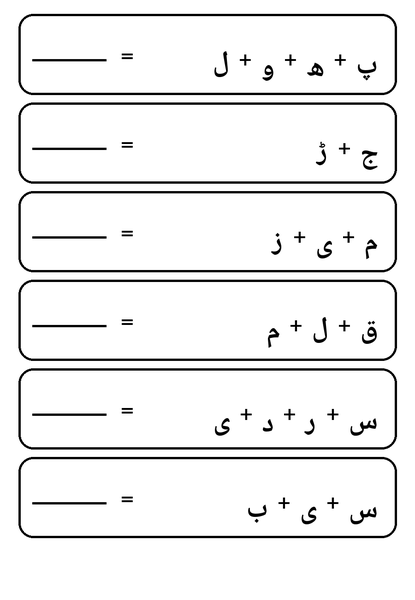 پ + ھ + و + ل = ______
ج + ڑ = ______
م + ی + ز = ______
ق + ل + م = ______
س + ر + د + ی = ______
س + ی + ب = ______